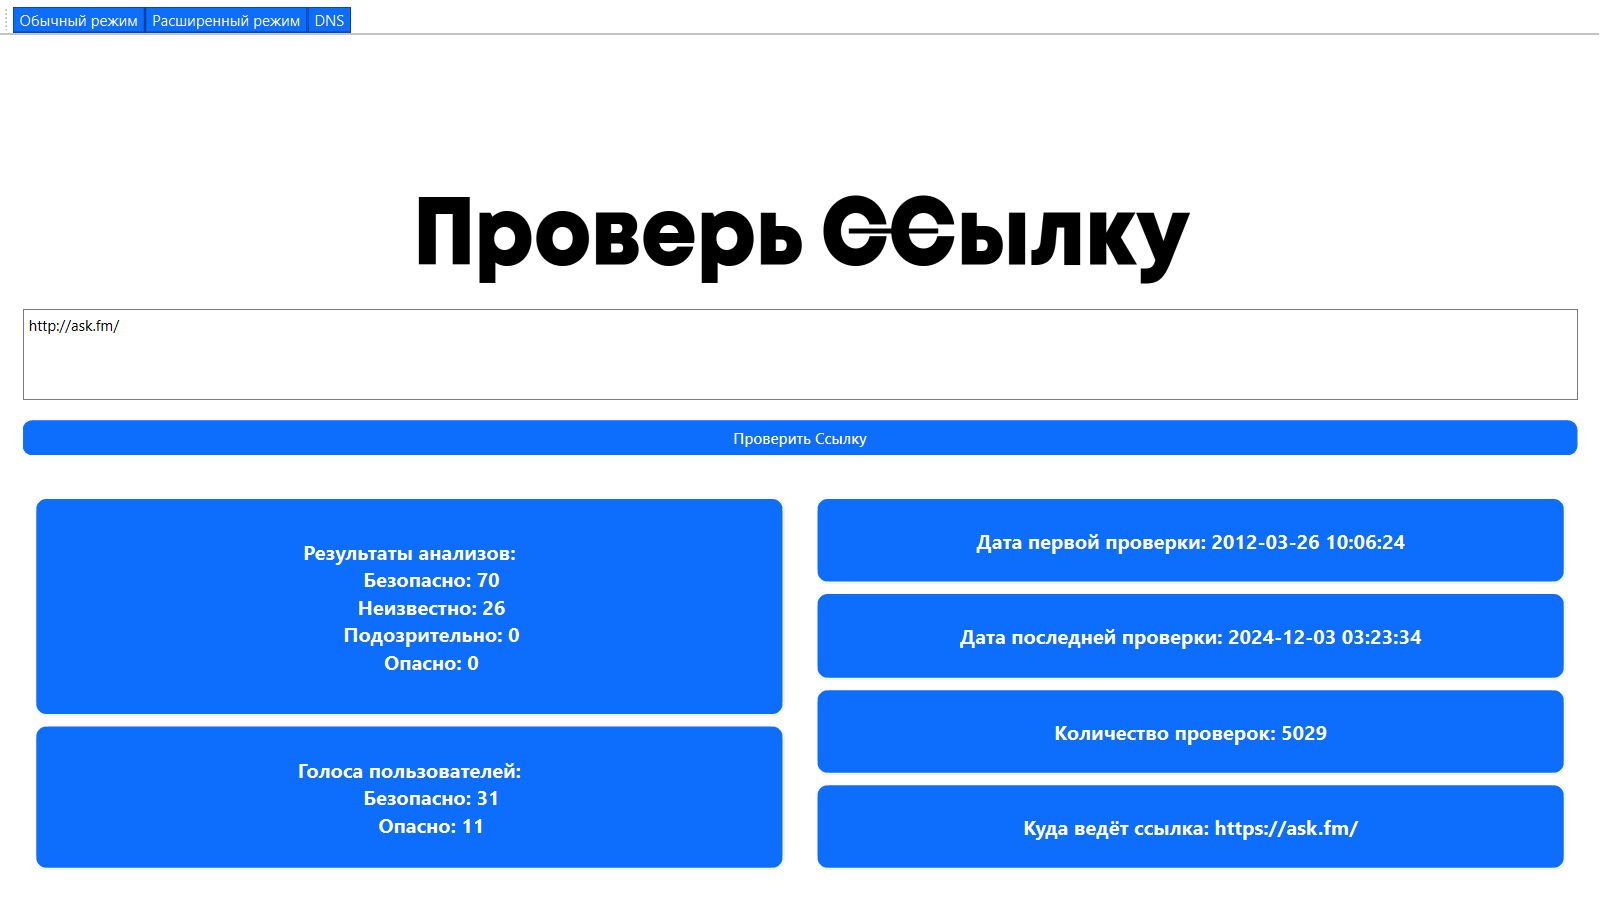 Обычный режим Расширенный режим DNS
Проверь ССылку
http://ask.fm/
Проверить Ссылку
Результаты анализов:
Безопасно: 70
Неизвестно: 26
Подозрительно: 0
Опасно: 0
Голоса пользователей:
Безопасно: 31
Опасно: 11
Дата первой проверки: 2012-03-26 10:06:24
Дата последней проверки: 2024-12-03 03:23:34
Количество проверок: 5029
Куда ведёт ссылка: https://ask.fm/